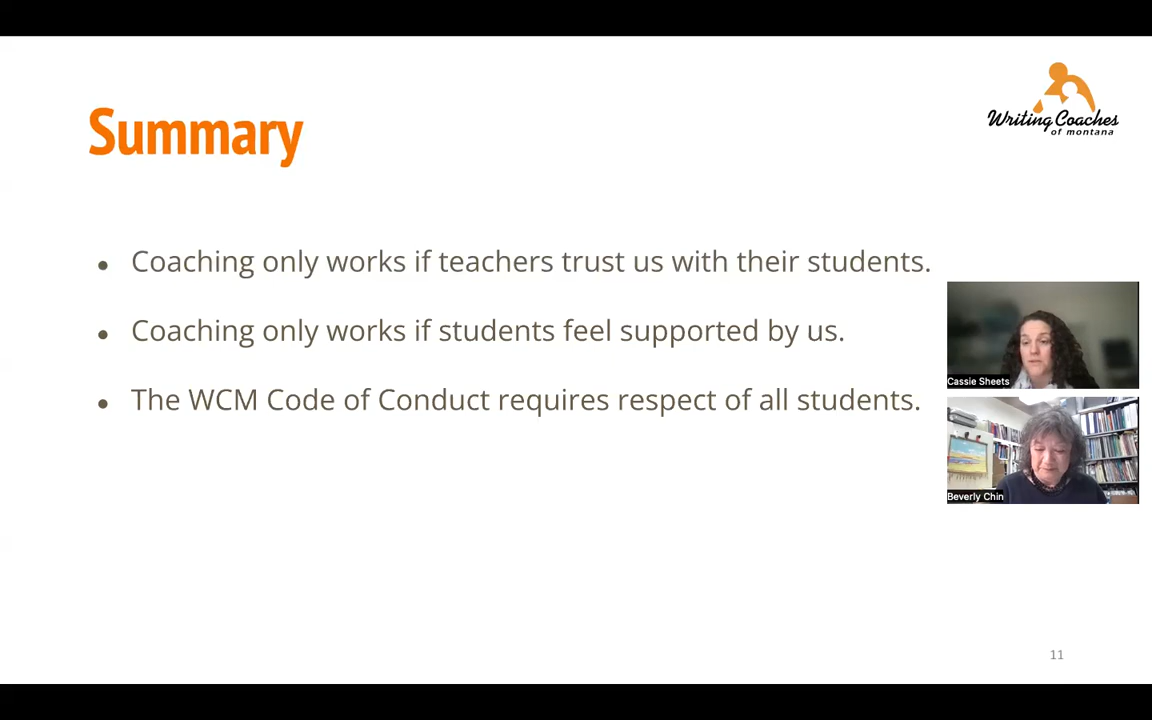 Writing Coaches
of montana
Summary
• Coaching only works if teachers trust us with their students.
• Coaching only works if students feel supported by us.
• The WCM Code of Conduct requires respect of all students.
Cassie Sheets
Beverly Chin
11